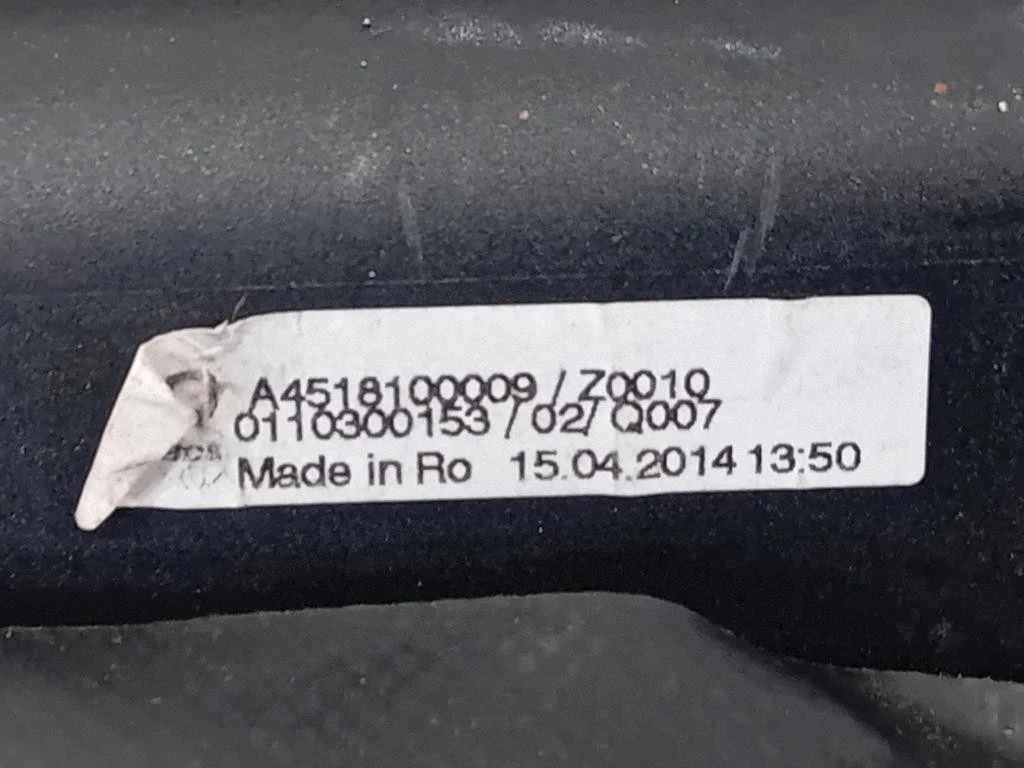 A4518100009 / Z0010
0110300153 / 02/ Q007
Made in Ro 15.04.2014 13:50